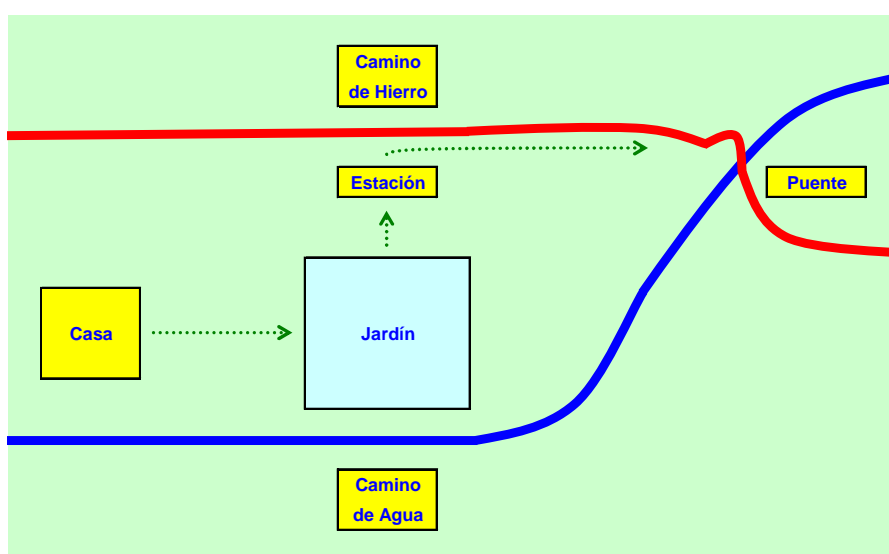 Camino
de Hierro
Estación
Puente
Casa
Jardín
Camino
de Agua